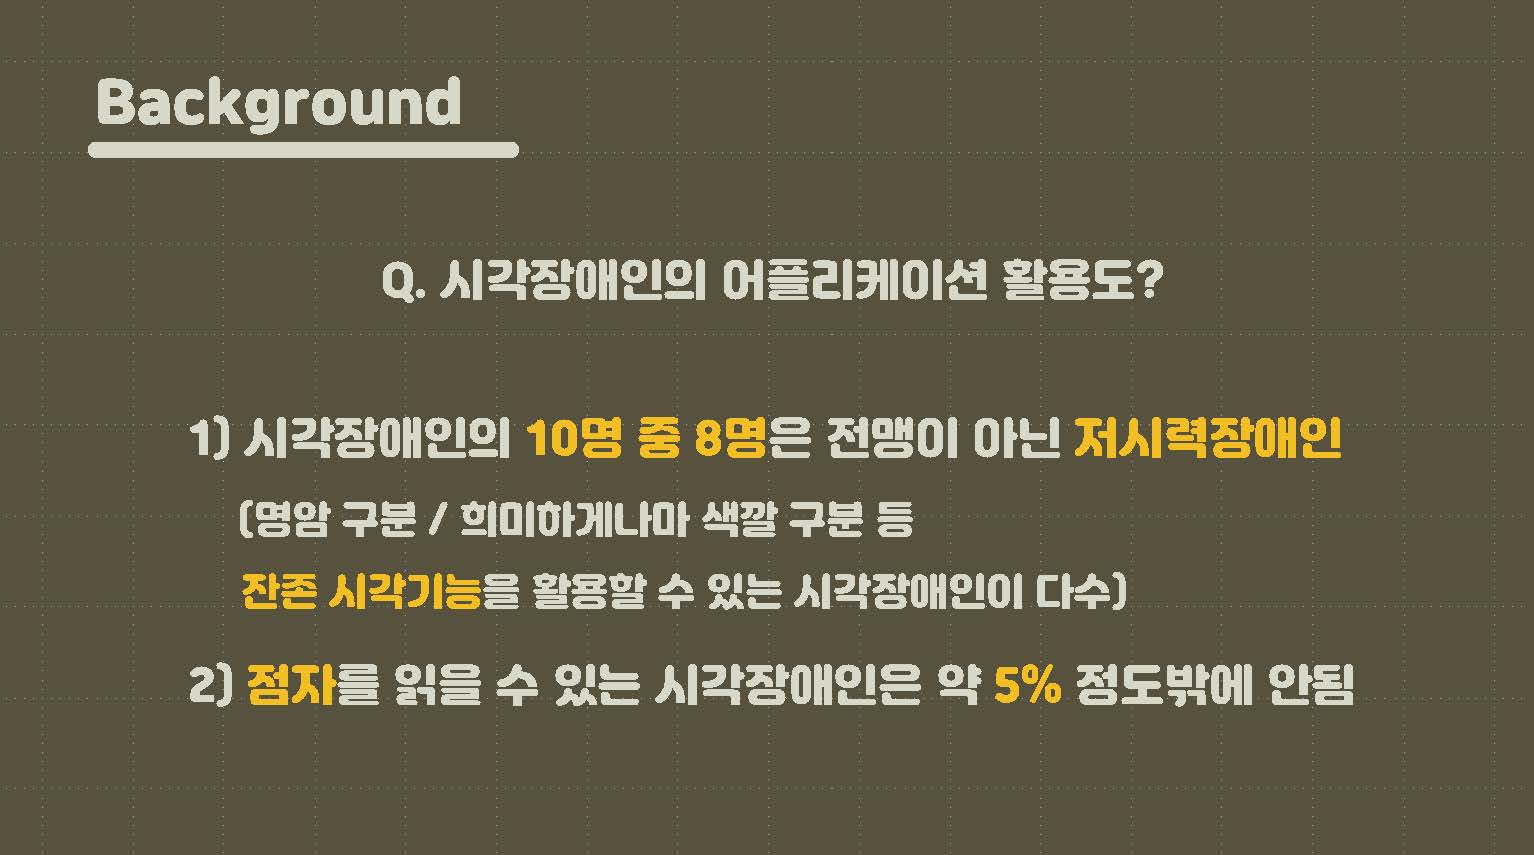 Background
Q. 시각장애인의 어플리케이션 활용도?
1) 시각장애인의 10명 중 8명은 전맹이 아닌 저시력장애인
(명암 구분 / 희미하게나마 색깔 구분 등
잔존 시각기능을 활용할 수 있는 시각장애인이 다수)
2) 점자를 읽을 수 있는 시각장애인은 약 5% 정도밖에 안됨